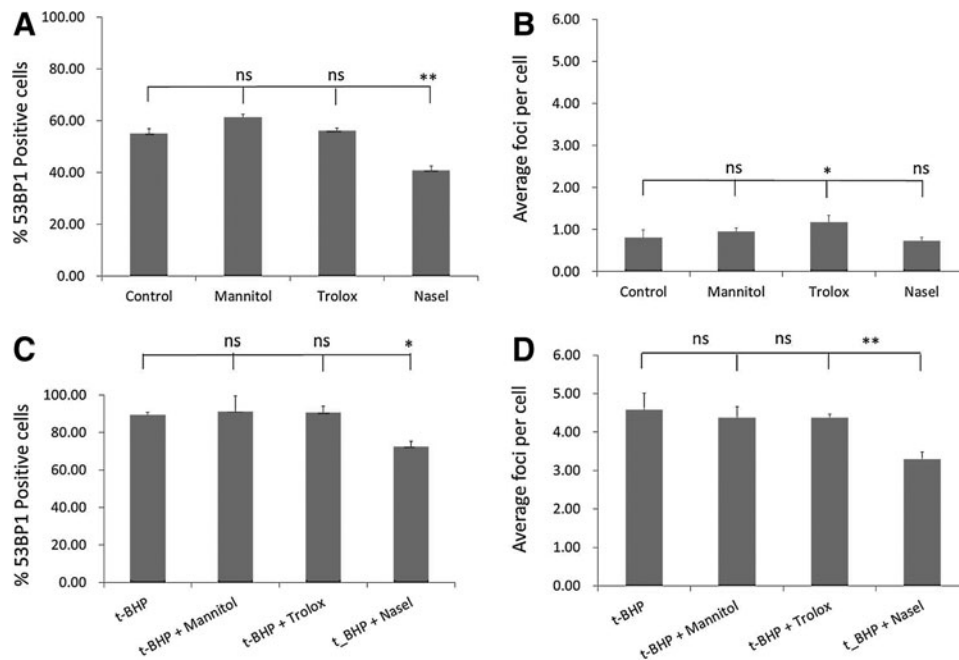 A
% 53BP1 Positive cells
100.00
80.00
60.00
40.00
20.00
0.00
ns ns **
Control Mannitol Trolox Nasel
B
Average foci per cell
6.00
5.00
4.00
3.00
2.00
1.00
0.00
ns * ns
Control Mannitol Trolox Nasel
C
% 53BP1 Positive cells
100.00
80.00
60.00
40.00
20.00
0.00
ns ns *
t-BHP t-BHP + Mannitol t-BHP + Trolox t_BHP + Nasel
D
Average foci per cell
6.00
5.00
4.00
3.00
2.00
1.00
0.00
ns ns **
t-BHP t-BHP + Mannitol t-BHP + Trolox t_BHP + Nasel